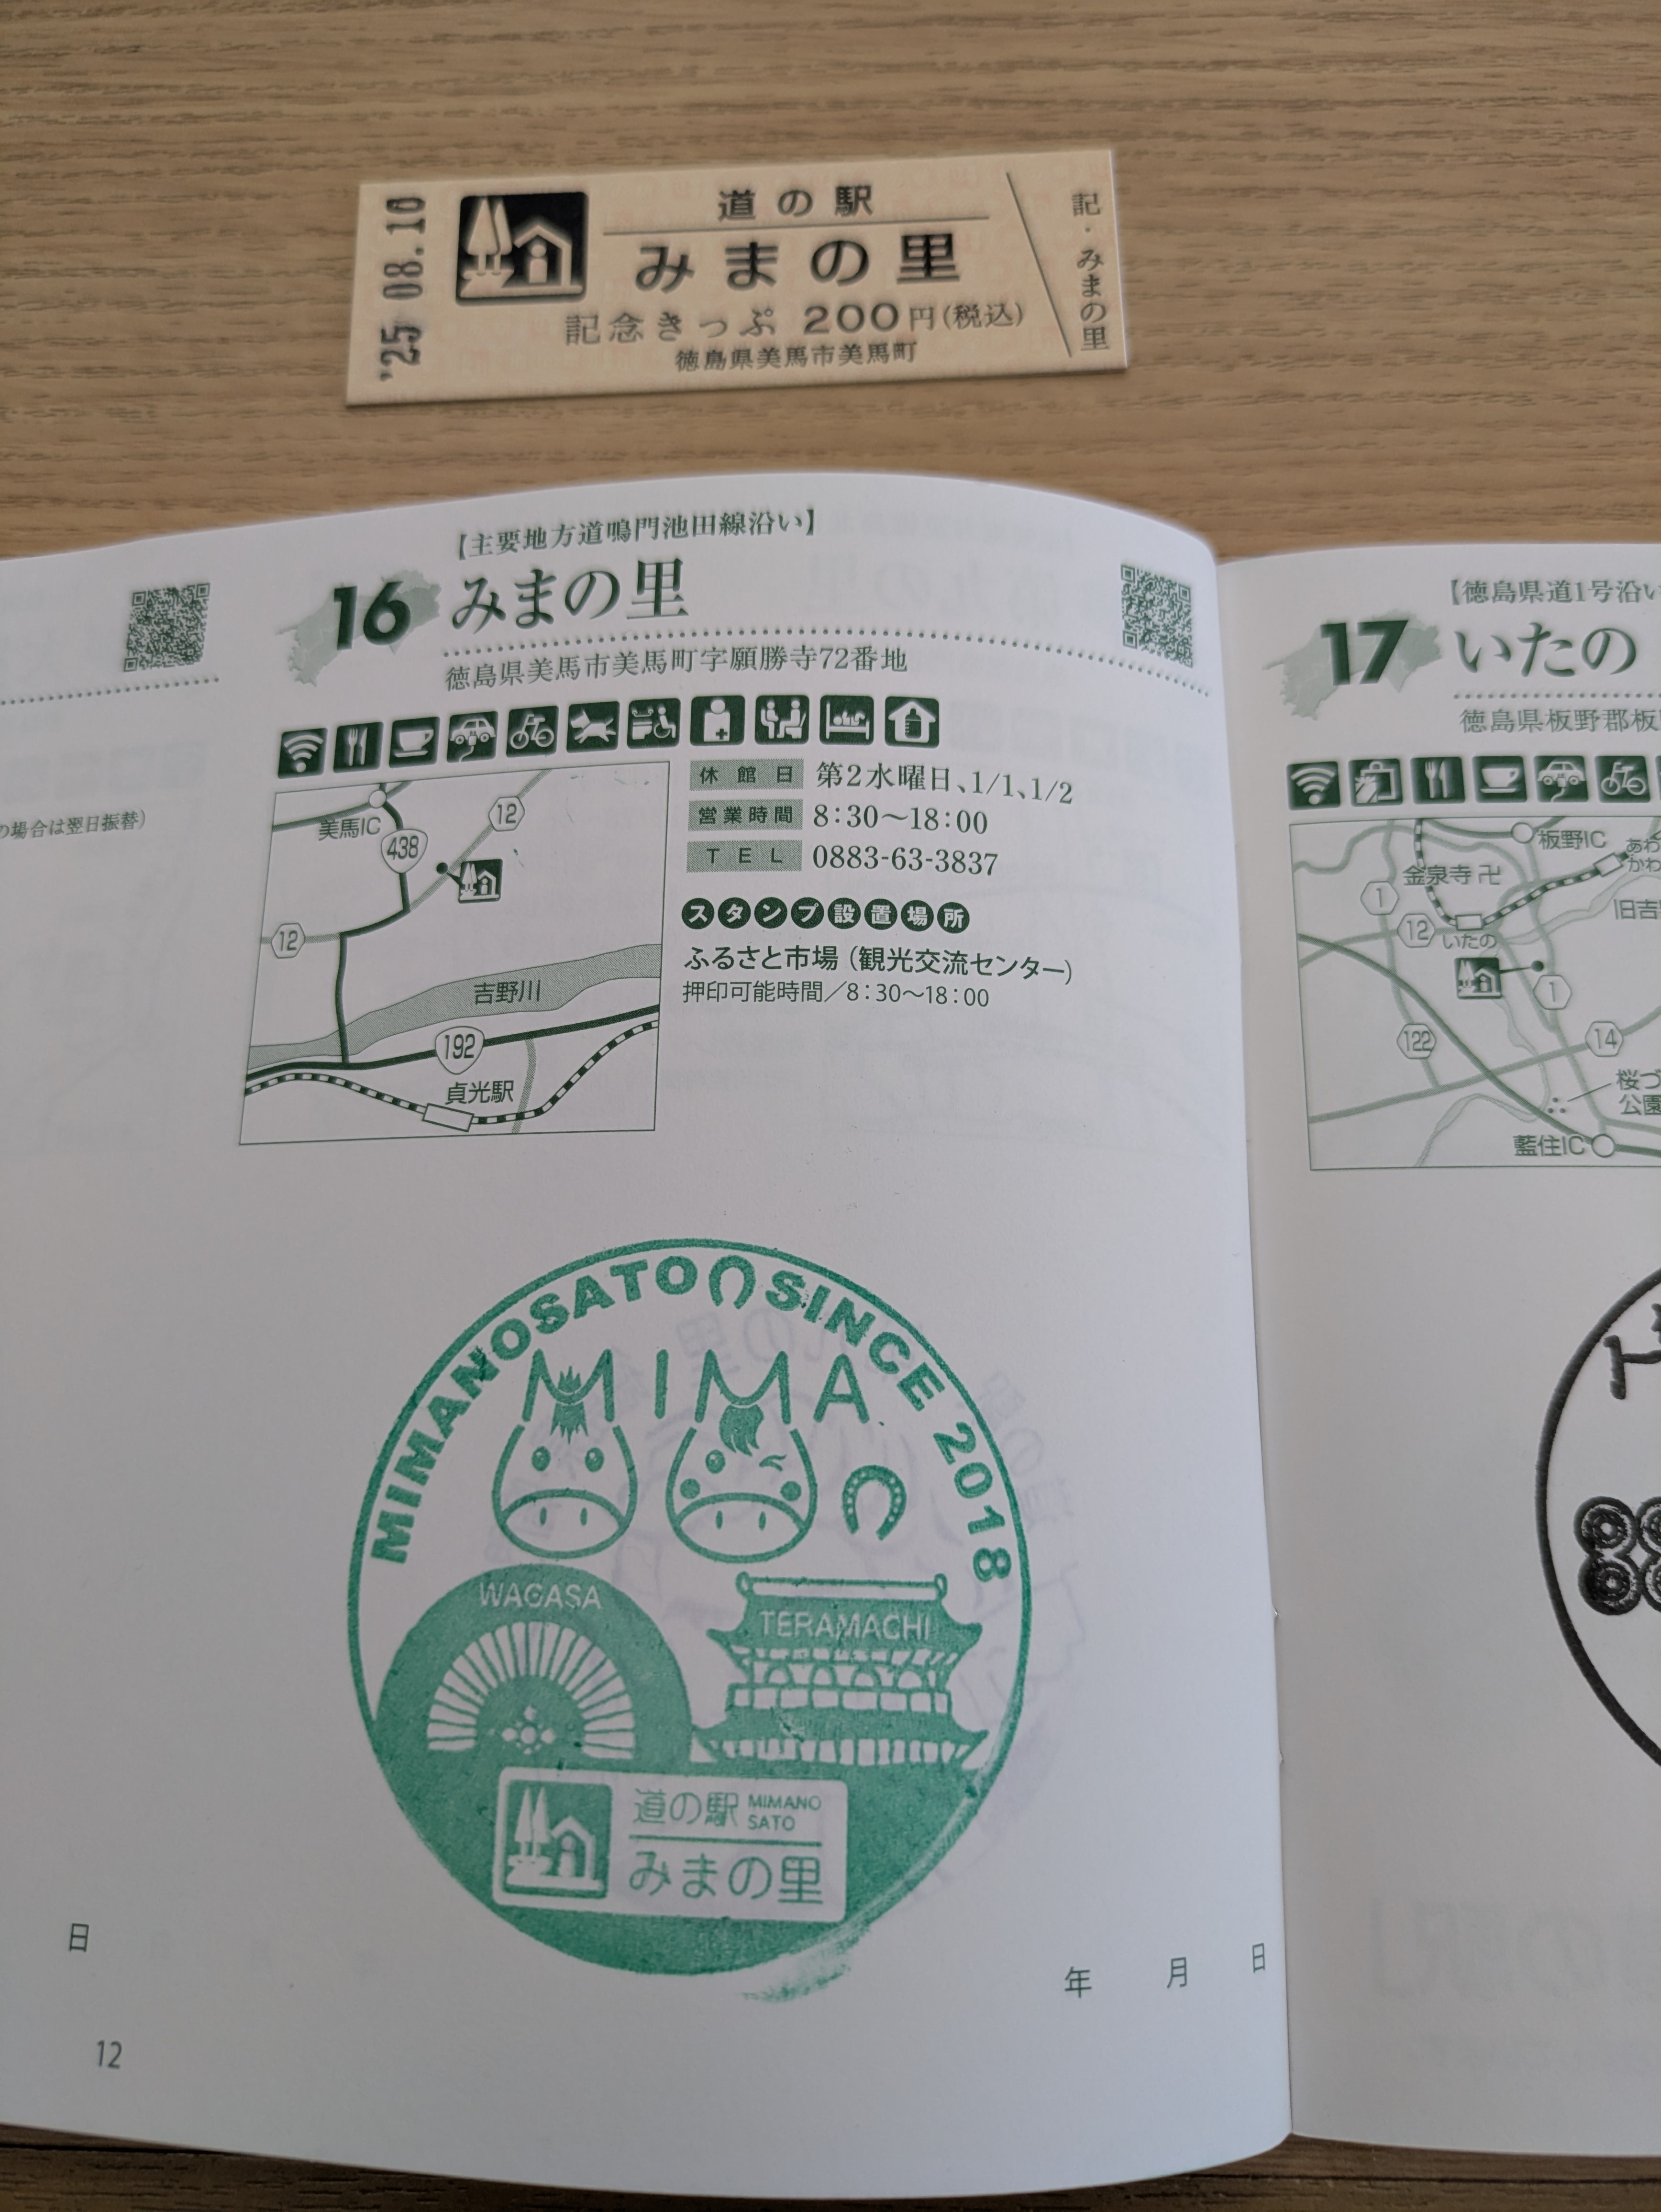 '25 08.10
道の駅
みまの里
記念きっぷ 200円(税込)
徳島県美馬市美馬町
記・みまの里
の場合は翌日振替)
日
12
【主要地方道鳴門池田線沿い】
16 みまの里
徳島県美馬市美馬町字願勝寺72番地
美馬IC
438
12
12
吉野川
192
貞光駅
休館日 第2水曜日、1/1、1/2
営業時間 8:30〜18:00
TEL 0883-63-3837
スタンプ設置場所
ふるさと市場(観光交流センター)
押印可能時間/8:30〜18:00
MIMANOSATO SINCE 2018
MIMA
WAGASA
TERAMACHI
道の駅 MIMANO SATO
みまの里
年 月 日
【徳島県道1号沿い
17 いたの
徳島県板野郡板
板野IC
金泉寺
あわ
かわ
1
12
いたの
旧吉
1
122
14
桜づ
公園
藍住IC